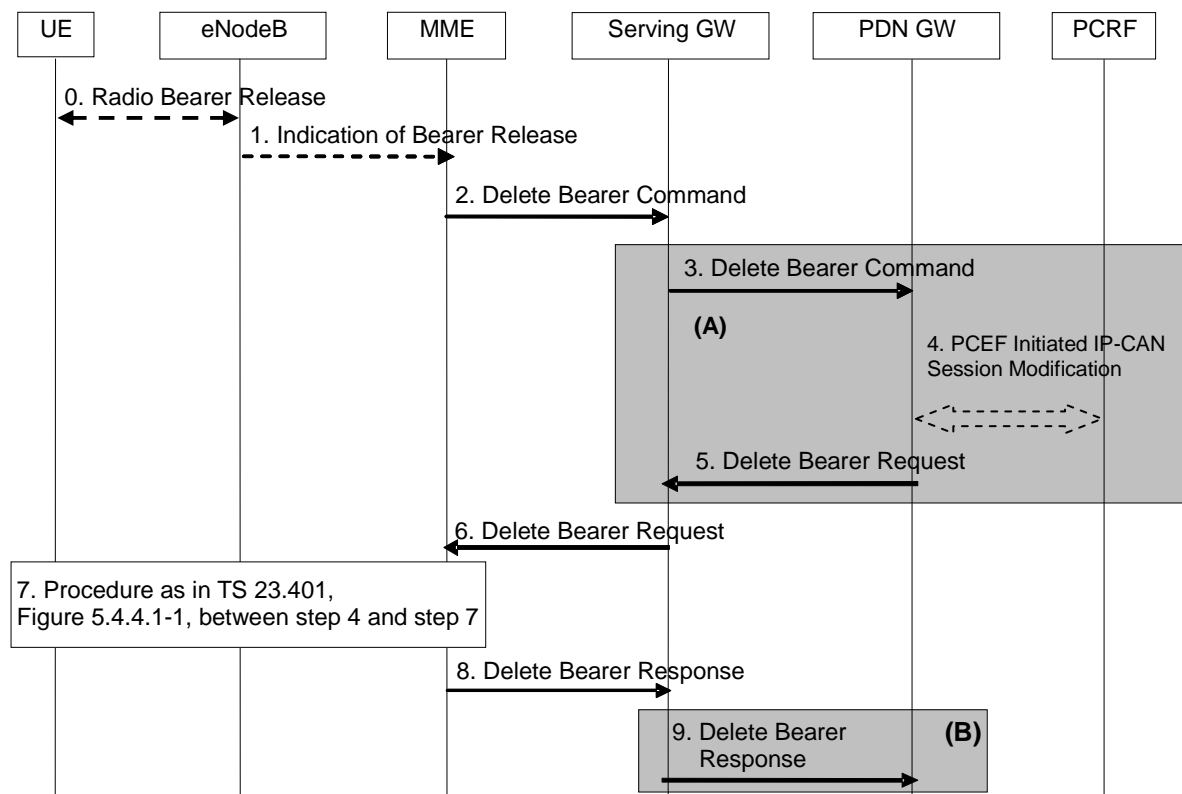 UE
eNodeB
MME
Serving GW
PDN GW
PCRF
0. Radio Bearer Release
1. Indication of Bearer Release
2. Delete Bearer Command
3. Delete Bearer Command
(A)
4. PCEF Initiated IP-CAN
Session Modification
5. Delete Bearer Request
6. Delete Bearer Request
7. Procedure as in TS 23.401,
Figure 5.4.4.1-1, between step 4 and step 7
8. Delete Bearer Response
9. Delete Bearer
Response
(B)